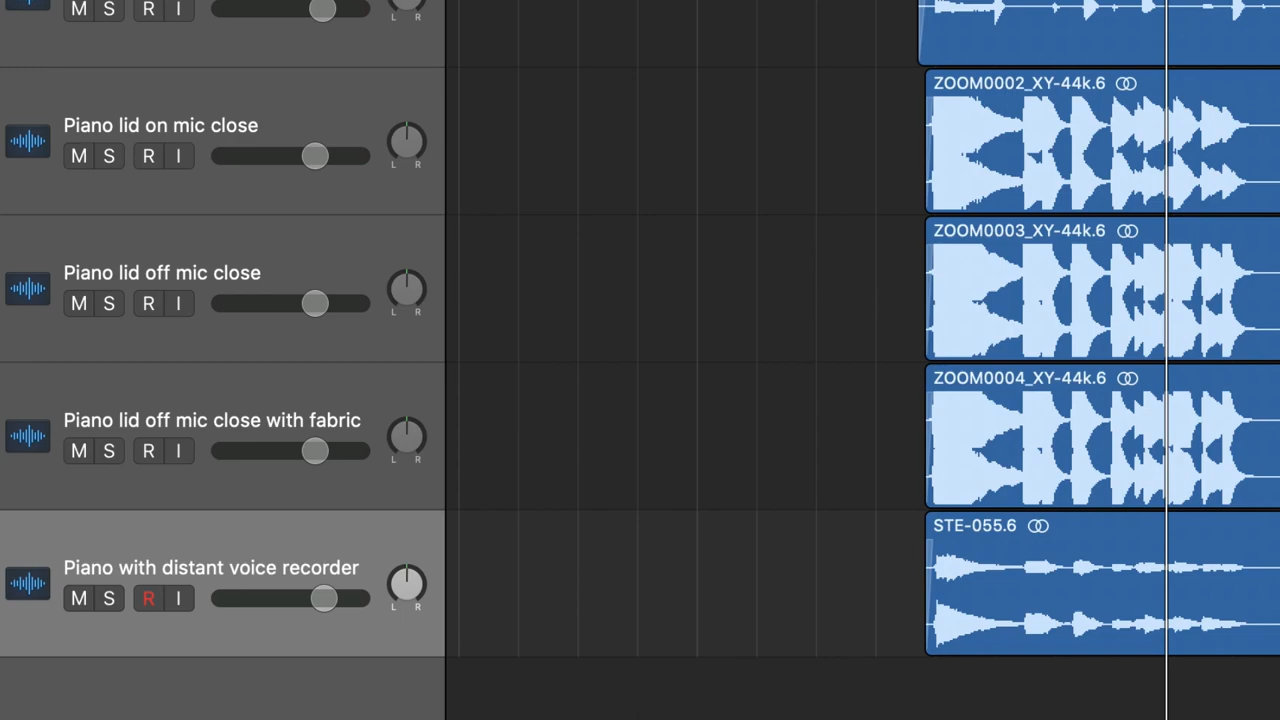 M S R I
L R
ZOOM0002_XY-44k.6
Piano lid on mic close
M S R I
L R
ZOOM0003_XY-44k.6
Piano lid off mic close
M S R I
L R
ZOOM0004_XY-44k.6
Piano lid off mic close with fabric
M S R I
L R
STE-055.6
Piano with distant voice recorder
M S R I
L R